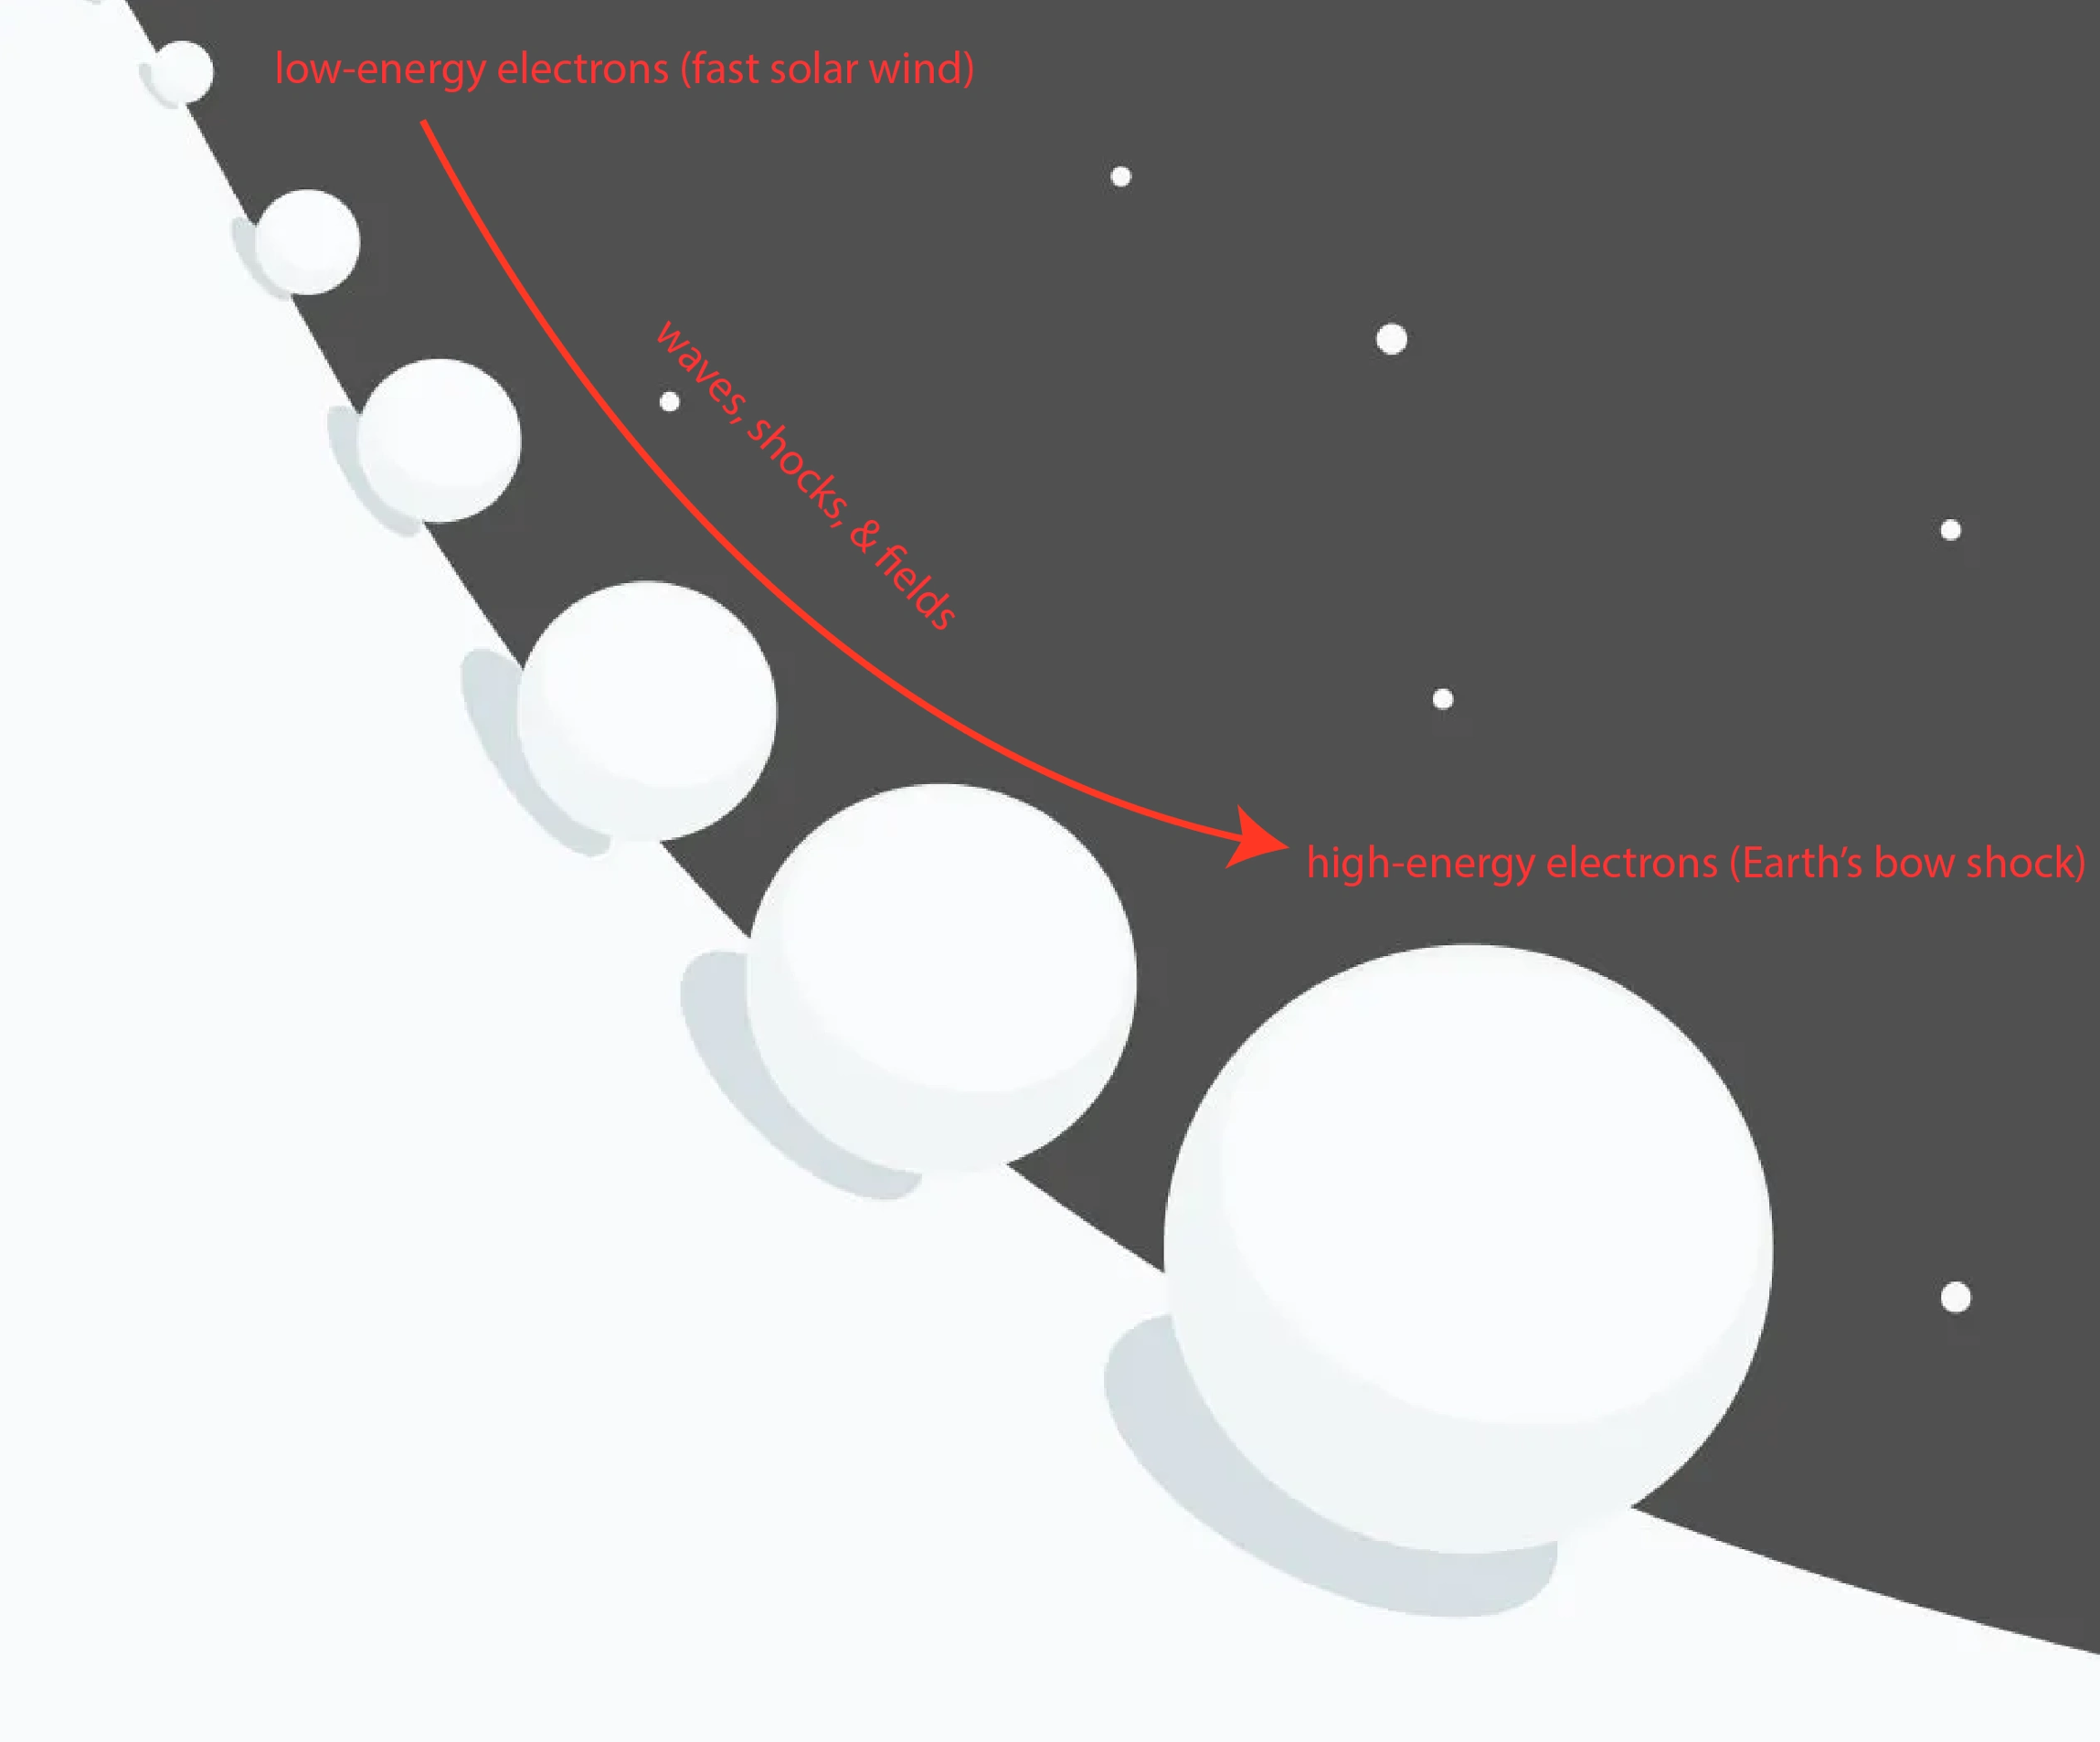 low-energy electrons (fast solar wind)
waves, shocks, & fields
high-energy electrons (Earth’s bow shock)